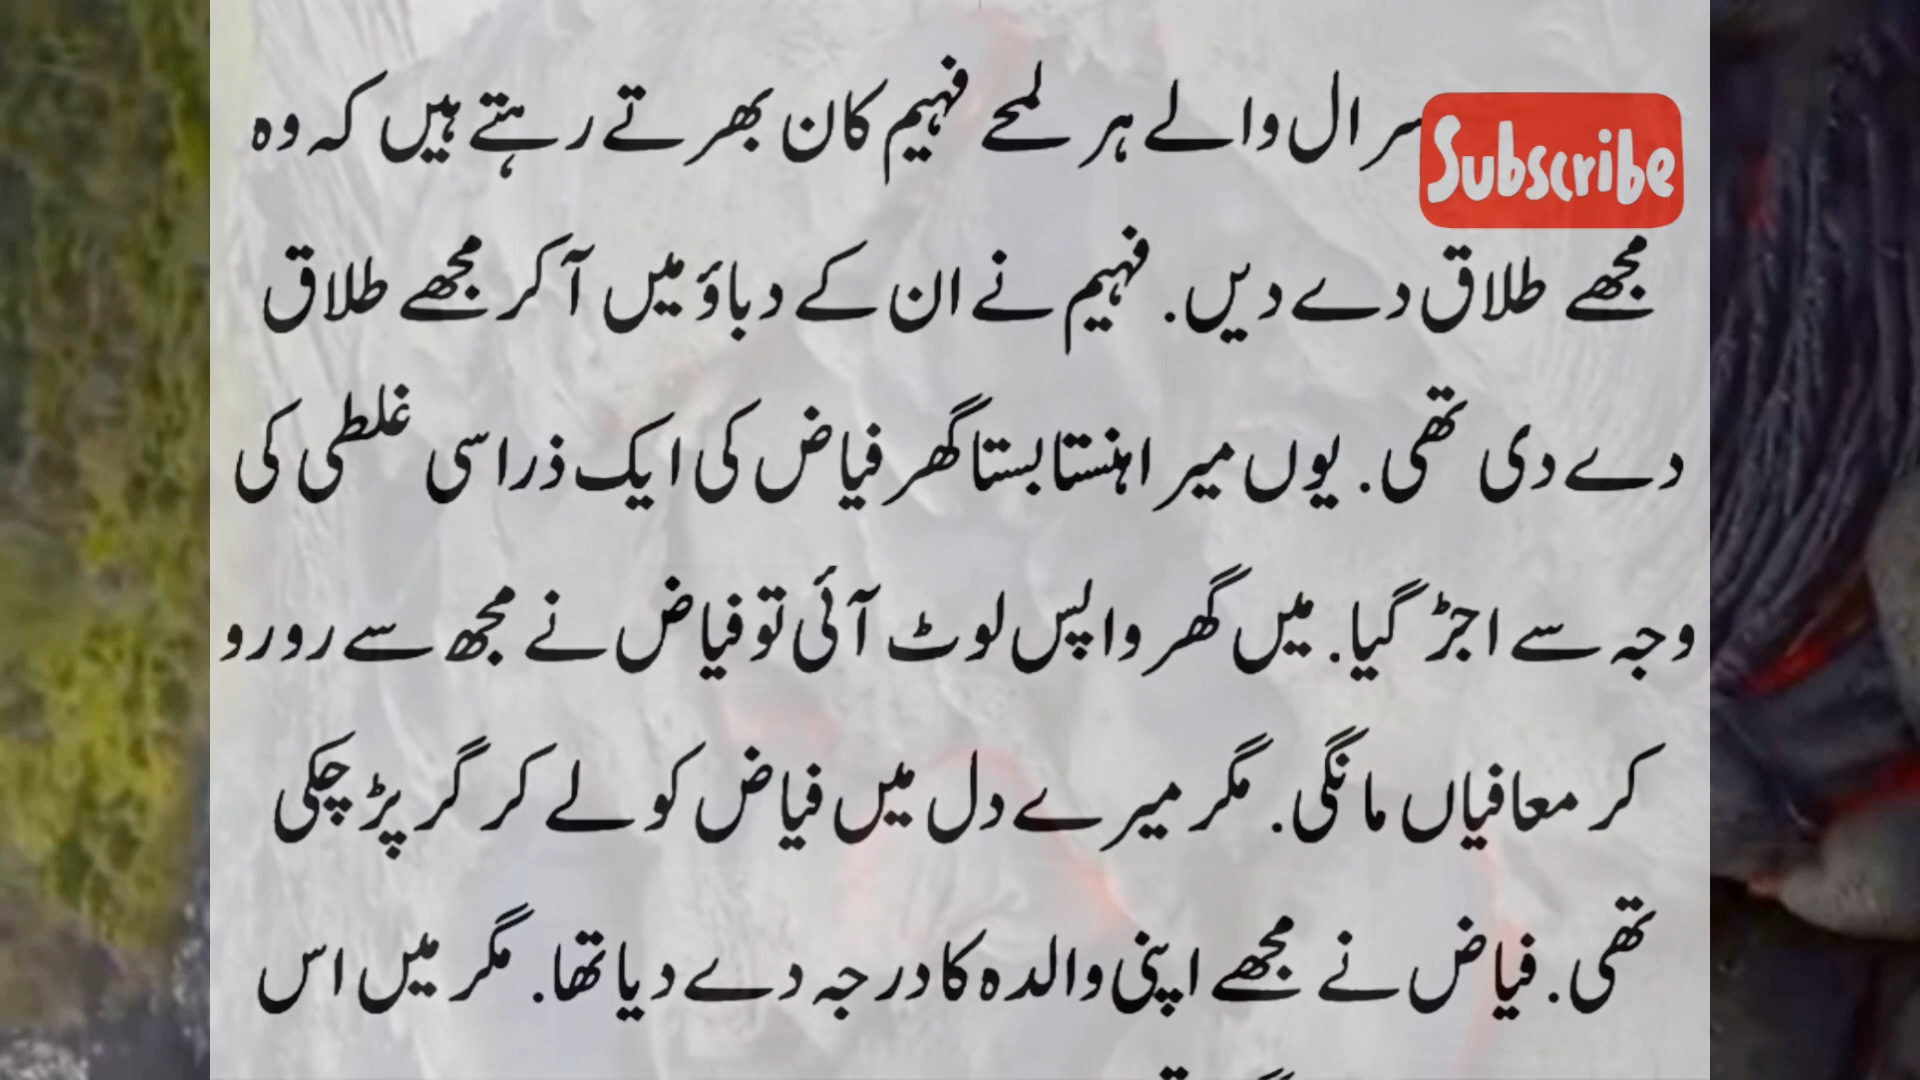 سرال والے ہر لمحے فہیم کان بھرتے رہتے ہیں کہ وہ
Subscribe
مجھے طلاق دے دیں. فہیم نے ان کے دباؤ میں آ کر مجھے طلاق
دے دی تھی. یوں میرا ہنستا بستا گھر فیاض کی ایک ذرا سی غلطی کی
وجہ سے اجڑ گیا. میں گھر واپس لوٹ آئی تو فیاض نے مجھ سے رو رو
کر معافیاں مانگی. مگر میرے دل میں فیاض کو لے کر گر پڑ چکی
تھی. فیاض نے مجھے اپنی والدہ کا درجہ دے دیا تھا. مگر میں اس